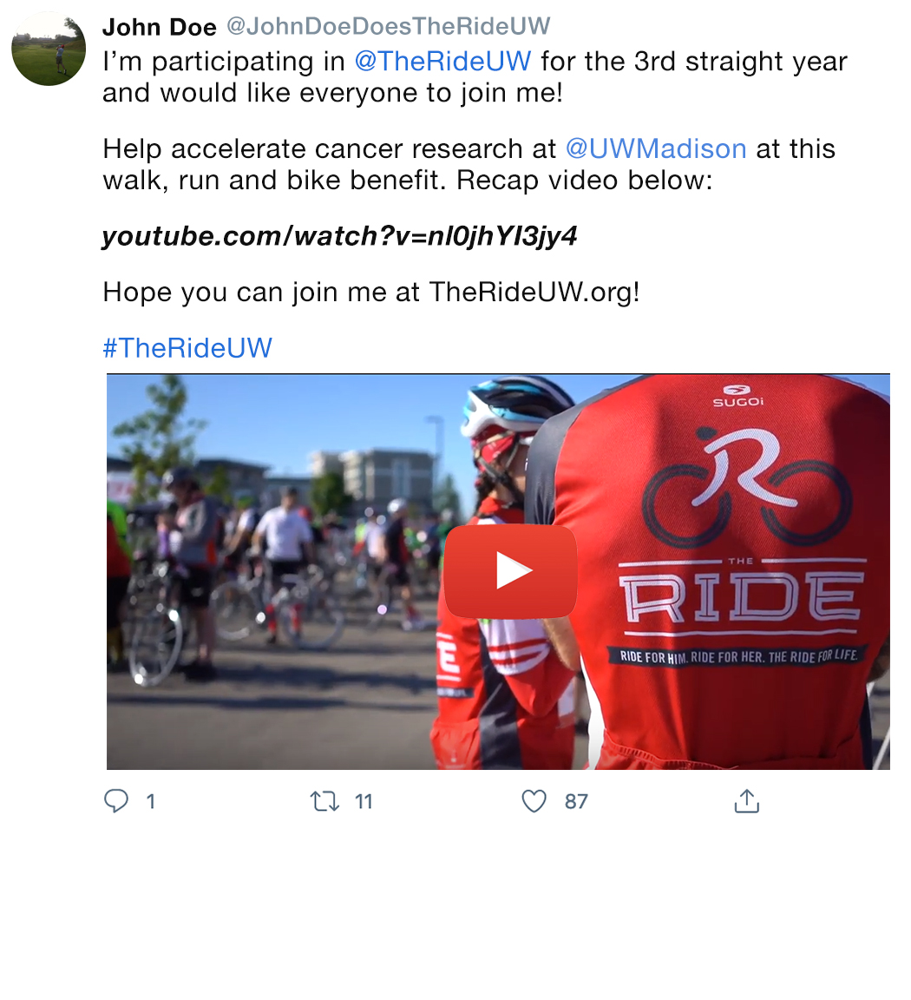 John Doe @JohnDoeDoesTheRideUW
I'm participating in @TheRideUW for the 3rd straight year
and would like everyone to join me!
Help accelerate cancer research at @UWMadison at this
walk, run and bike benefit. Recap video below:
youtube.com/watch?v=nI0jhYI3jy4
Hope you can join me at TheRideUW.org!
#TheRideUW
SUGOi
R
THE
RIDE
RIDE FOR HIM. RIDE FOR HER. THE RIDE FOR LIFE.
1 11 87